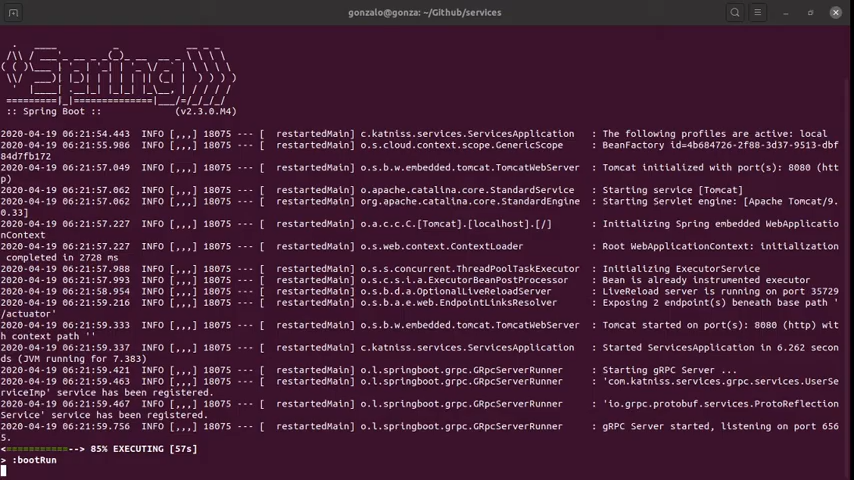 gonzalo@gonza: ~/Github/services
  .   ____          _            __ _ _
 /\\ / ___'_ __ _ _(_)_ __  __ _ \ \ \ \
( ( )\___ | '_ | '_| | '_ \/ _` | \ \ \ \
 \\/  ___)| |_)| | | | | || (_| |  ) ) ) )
  '  |____| .__|_| |_|_| |_\__, | / / / /
 =========|_|==============|___/=/_/_/_/
 :: Spring Boot ::             (v2.3.0.M4)
2020-04-19 06:21:54.443  INFO [,,,] 18075 --- [  restartedMain] c.katniss.services.ServicesApplication   : The following profiles are active: local
2020-04-19 06:21:55.986  INFO [,,,] 18075 --- [  restartedMain] o.s.cloud.context.scope.GenericScope     : BeanFactory id=4b684726-2f88-3d37-9513-dbf
84d7fb172
2020-04-19 06:21:57.049  INFO [,,,] 18075 --- [  restartedMain] o.s.b.w.embedded.tomcat.TomcatWebServer  : Tomcat initialized with port(s): 8080 (htt
p)
2020-04-19 06:21:57.062  INFO [,,,] 18075 --- [  restartedMain] o.apache.catalina.core.StandardService   : Starting service [Tomcat]
2020-04-19 06:21:57.062  INFO [,,,] 18075 --- [  restartedMain] org.apache.catalina.core.StandardEngine  : Starting Servlet engine: [Apache Tomcat/9.
0.33]
2020-04-19 06:21:57.227  INFO [,,,] 18075 --- [  restartedMain] o.a.c.c.C.[Tomcat].[localhost].[/]       : Initializing Spring embedded WebApplicatio
nContext
2020-04-19 06:21:57.227  INFO [,,,] 18075 --- [  restartedMain] o.s.web.context.ContextLoader            : Root WebApplicationContext: initialization
 completed in 2728 ms
2020-04-19 06:21:57.988  INFO [,,,] 18075 --- [  restartedMain] o.s.s.concurrent.ThreadPoolTaskExecutor  : Initializing ExecutorService
2020-04-19 06:21:57.993  INFO [,,,] 18075 --- [  restartedMain] o.s.c.s.i.a.ExecutorBeanPostProcessor    : Bean is already instrumented executor
2020-04-19 06:21:58.954  INFO [,,,] 18075 --- [  restartedMain] o.s.b.d.a.OptionalLiveReloadServer       : LiveReload server is running on port 35729
2020-04-19 06:21:59.216  INFO [,,,] 18075 --- [  restartedMain] o.s.b.a.e.web.EndpointLinksResolver      : Exposing 2 endpoint(s) beneath base path '
/actuator'
2020-04-19 06:21:59.333  INFO [,,,] 18075 --- [  restartedMain] o.s.b.w.embedded.tomcat.TomcatWebServer  : Tomcat started on port(s): 8080 (http) wit
h context path ''
2020-04-19 06:21:59.337  INFO [,,,] 18075 --- [  restartedMain] c.katniss.services.ServicesApplication   : Started ServicesApplication in 6.262 secon
ds (JVM running for 7.383)
2020-04-19 06:21:59.421  INFO [,,,] 18075 --- [  restartedMain] o.l.springboot.grpc.GRpcServerRunner     : Starting gRPC Server ...
2020-04-19 06:21:59.463  INFO [,,,] 18075 --- [  restartedMain] o.l.springboot.grpc.GRpcServerRunner     : 'com.katniss.services.grpc.services.UserSe
rviceImp' service has been registered.
2020-04-19 06:21:59.467  INFO [,,,] 18075 --- [  restartedMain] o.l.springboot.grpc.GRpcServerRunner     : 'io.grpc.protobuf.services.ProtoReflection
Service' service has been registered.
2020-04-19 06:21:59.756  INFO [,,,] 18075 --- [  restartedMain] o.l.springboot.grpc.GRpcServerRunner     : gRPC Server started, listening on port 656
5.
<===========--> 85% EXECUTING [57s]
> :bootRun